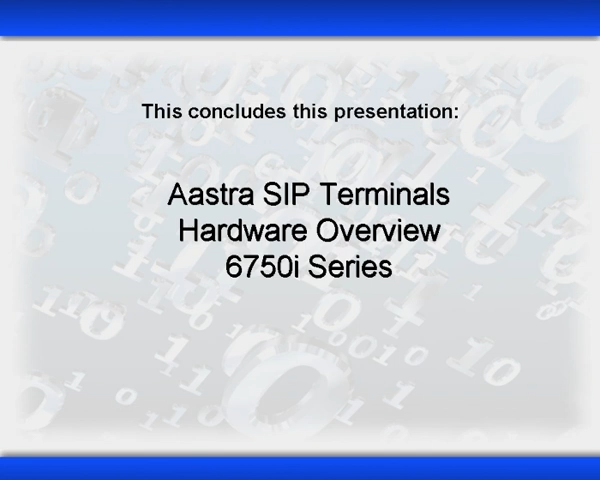 This concludes this presentation:
Aastra SIP Terminals
Hardware Overview
6750i Series